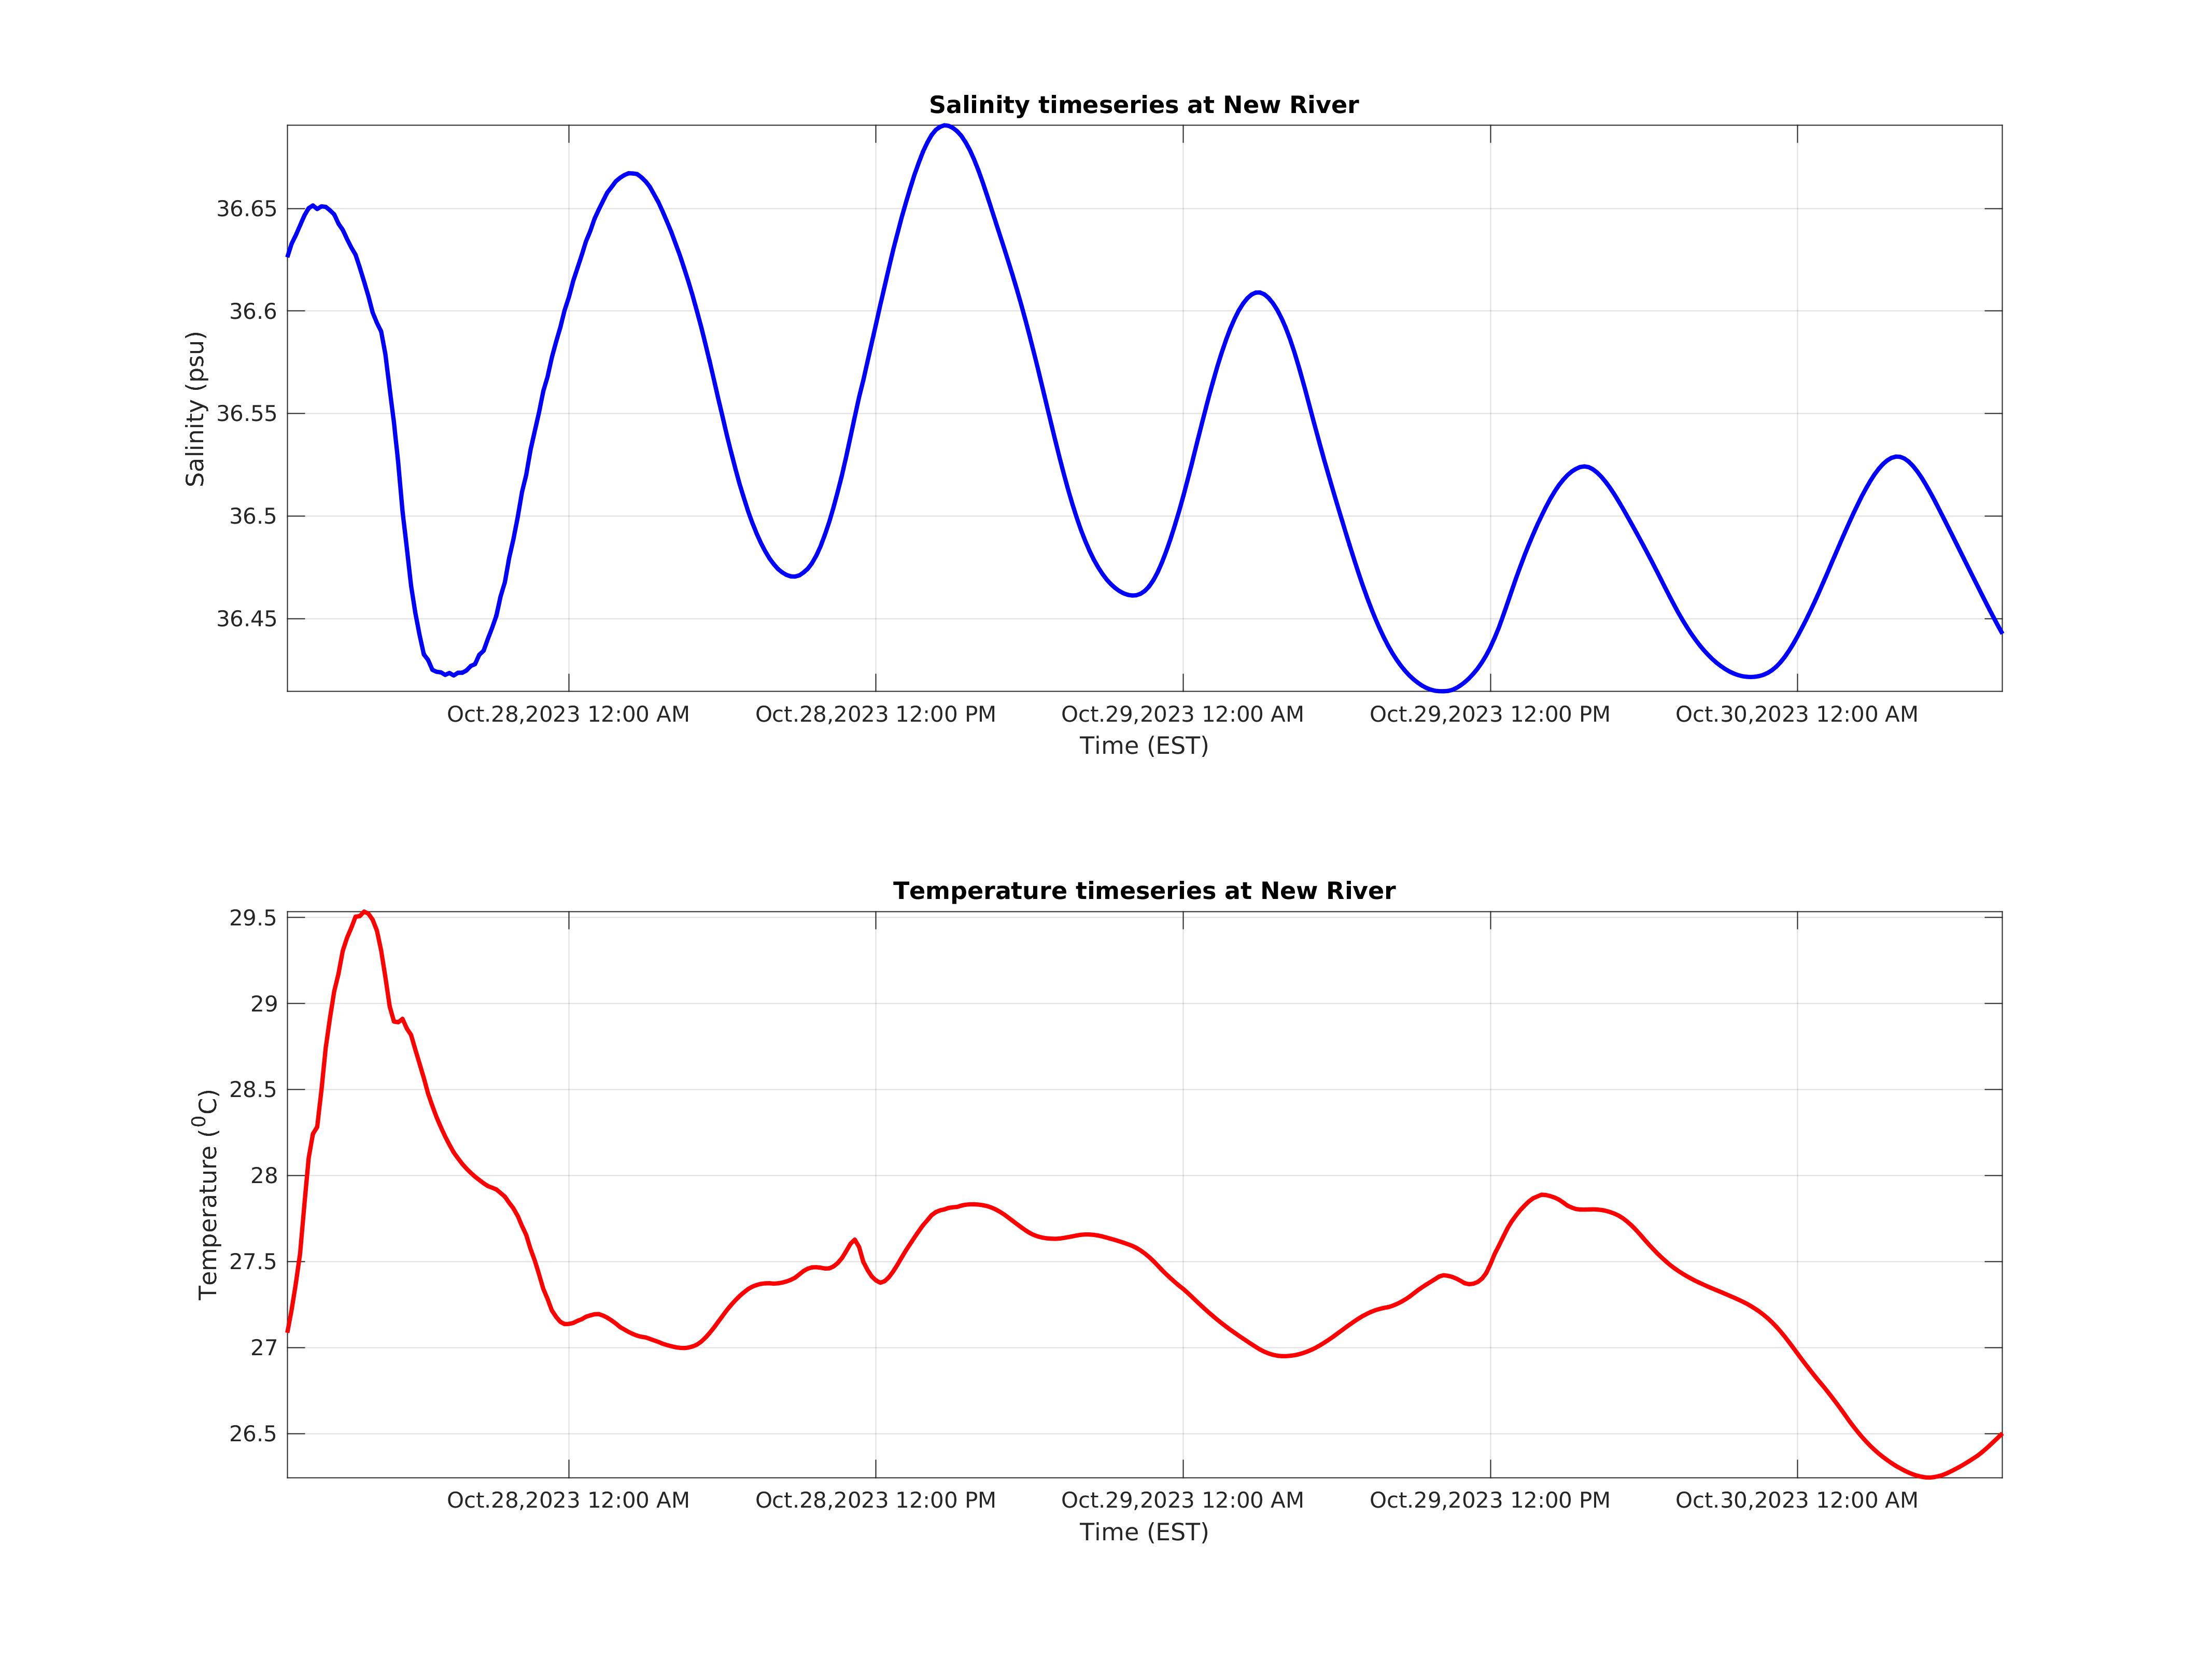 Salinity timeseries at New River
Salinity (psu)
36.65
36.6
36.55
36.5
36.45
Oct.28,2023 12:00 AM Oct.28,2023 12:00 PM Oct.29,2023 12:00 AM Oct.29,2023 12:00 PM Oct.30,2023 12:00 AM
Time (EST)
Temperature timeseries at New River
Temperature (⁰C)
29.5
29
28.5
28
27.5
27
26.5
Oct.28,2023 12:00 AM Oct.28,2023 12:00 PM Oct.29,2023 12:00 AM Oct.29,2023 12:00 PM Oct.30,2023 12:00 AM
Time (EST)